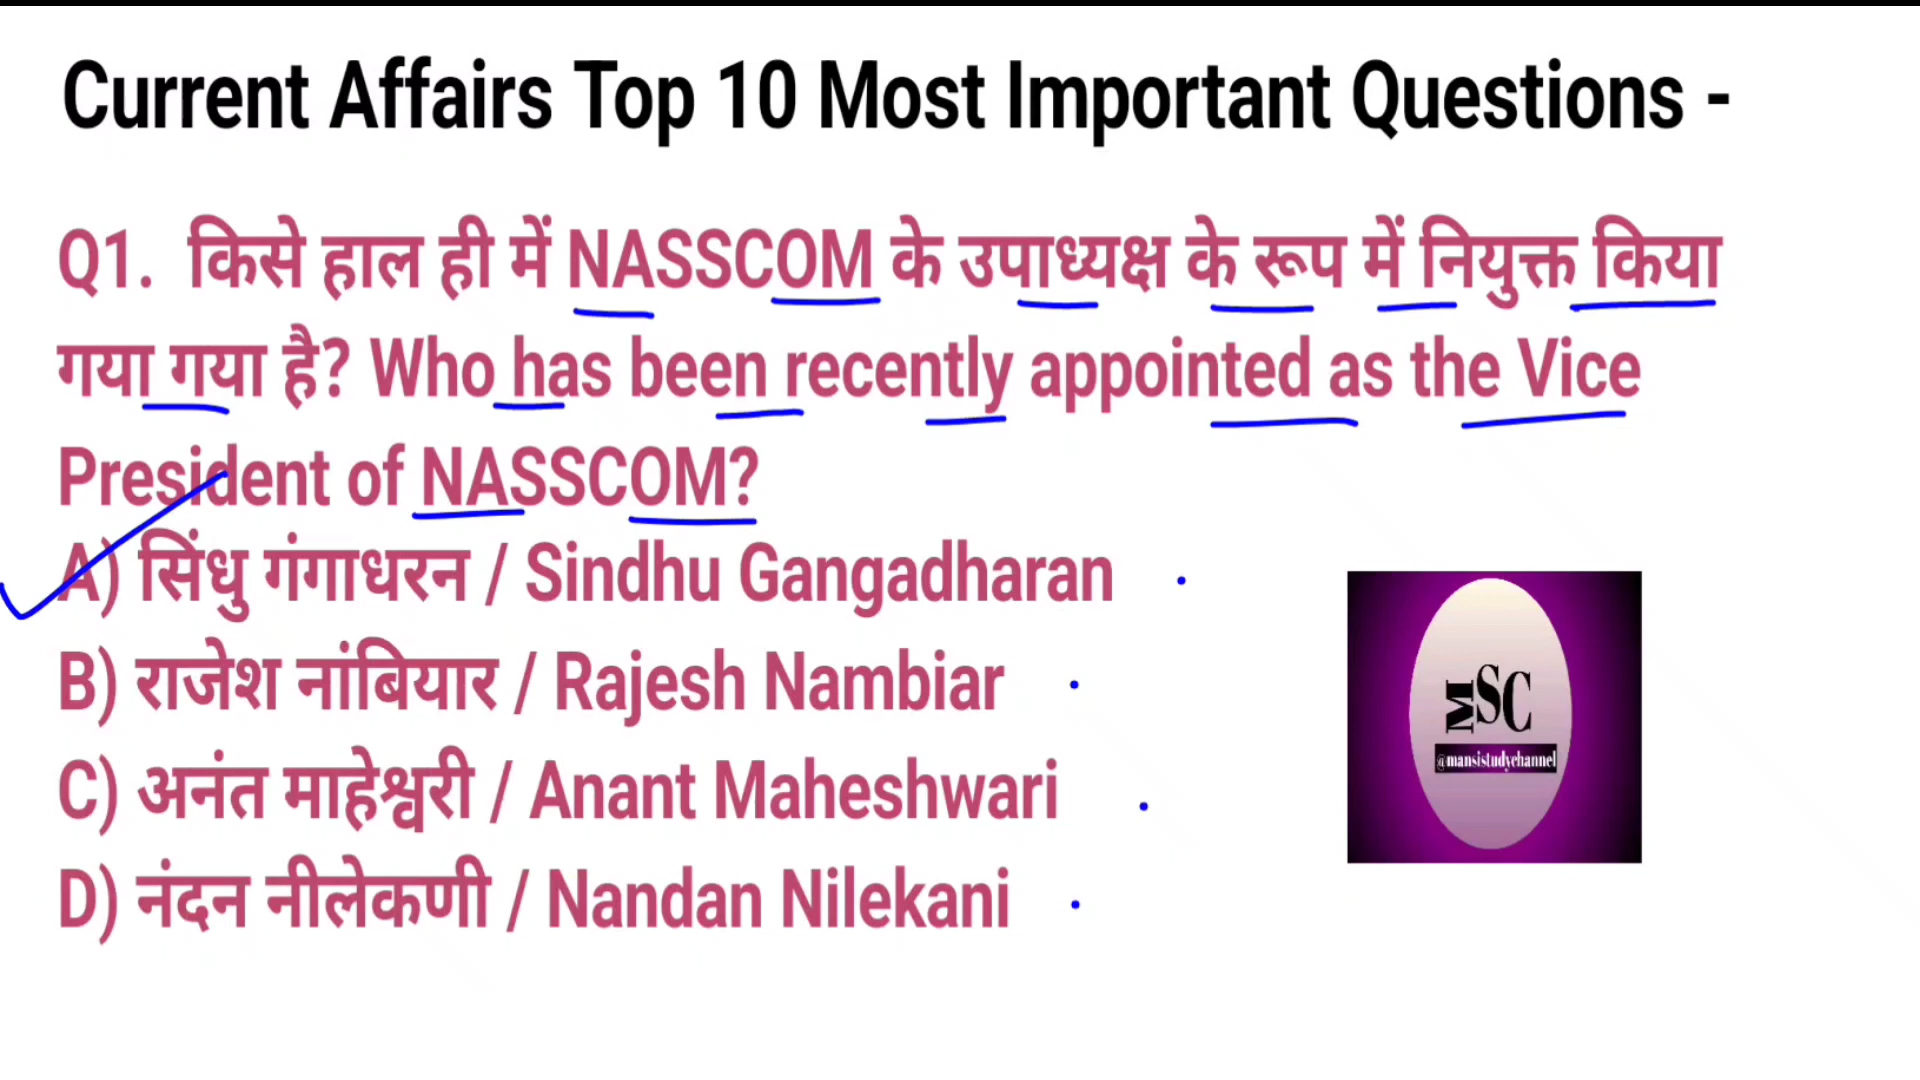 Current Affairs Top 10 Most Important Questions -
Q1. किसे हाल ही में NASSCOM के उपाध्यक्ष के रूप में नियुक्त किया
गया गया है? Who has been recently appointed as the Vice
President of NASSCOM?
A) सिंधु गंगाधरन / Sindhu Gangadharan
B) राजेश नांबियार / Rajesh Nambiar
C) अनंत माहेश्वरी / Anant Maheshwari
D) नंदन नीलेकणी / Nandan Nilekani
MSC
@mansistudychannel